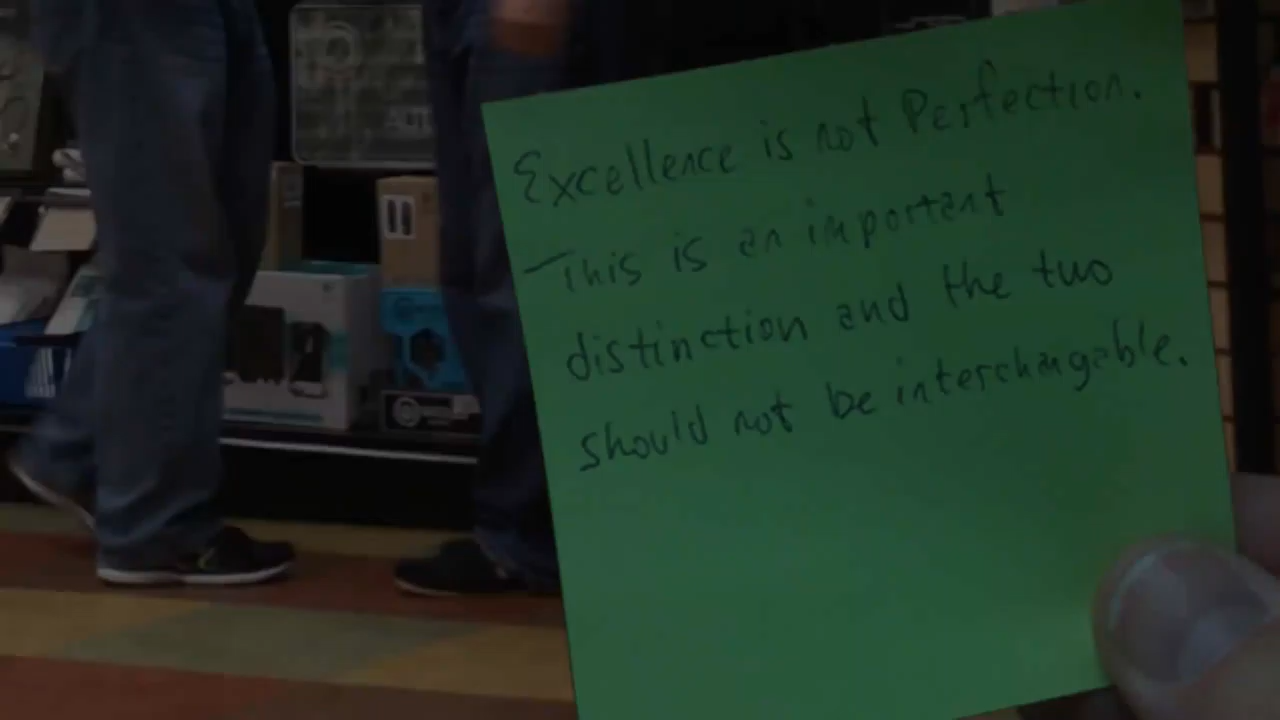 Excellence is not Perfection.
This is an important
distinction and the two
should not be interchangable.